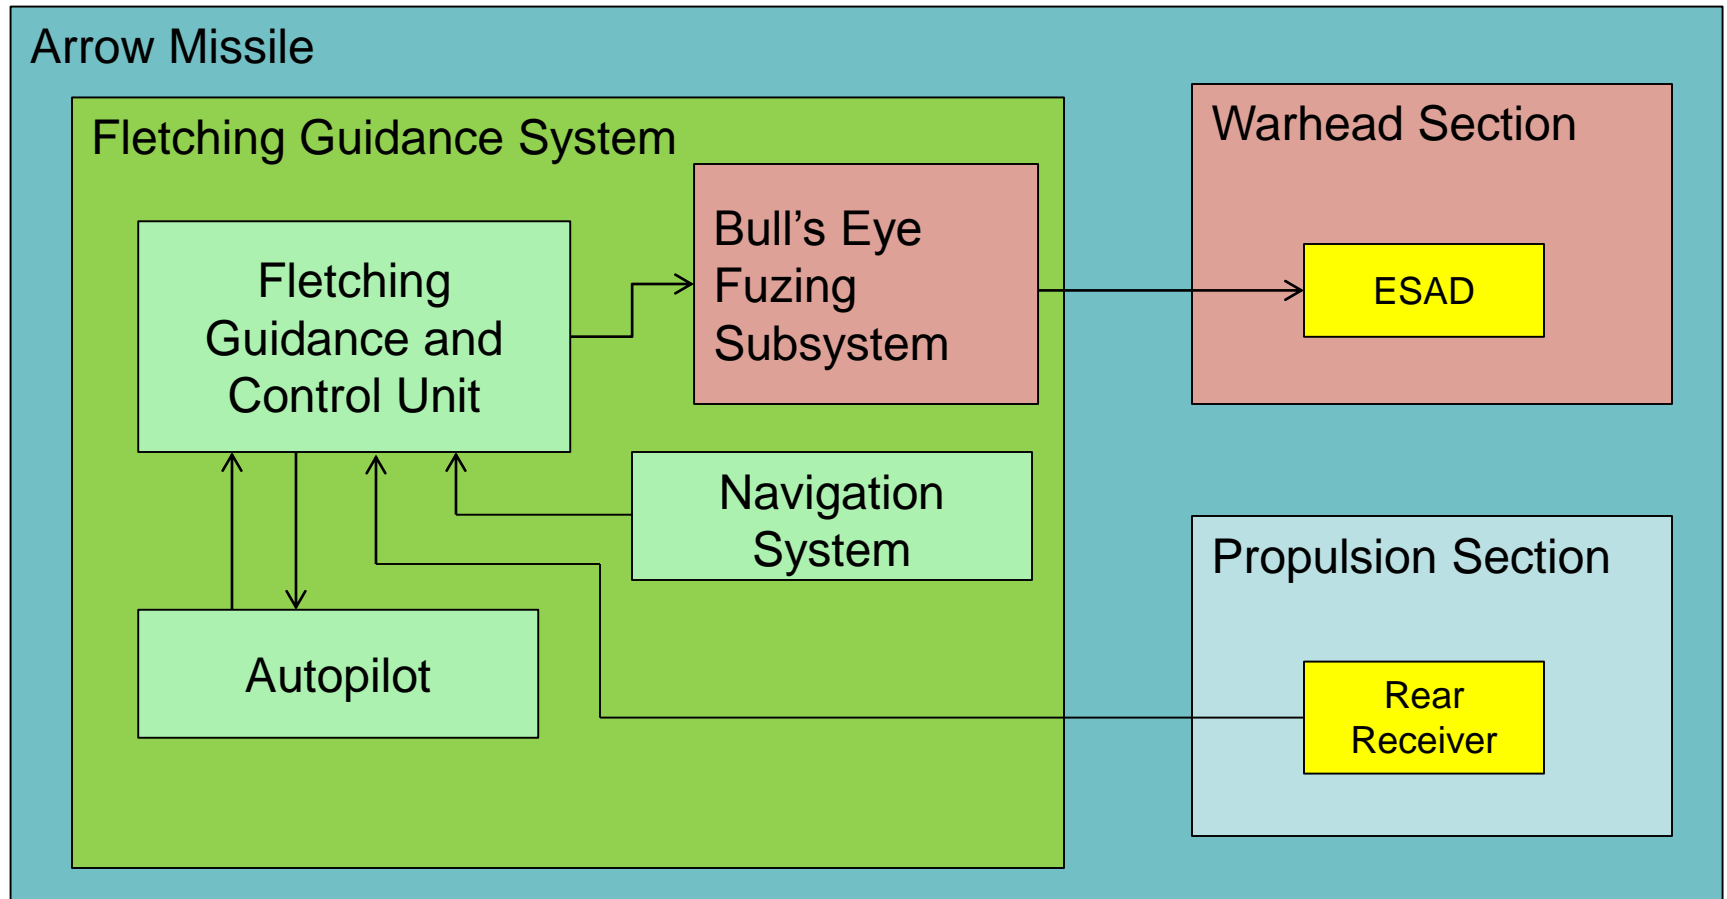 Arrow Missile
Fletching Guidance System
Warhead Section
Bull’s Eye
Fuzing
Subsystem
Fletching
Guidance and
Control Unit
ESAD
Navigation
System
Propulsion Section
Autopilot
Rear
Receiver